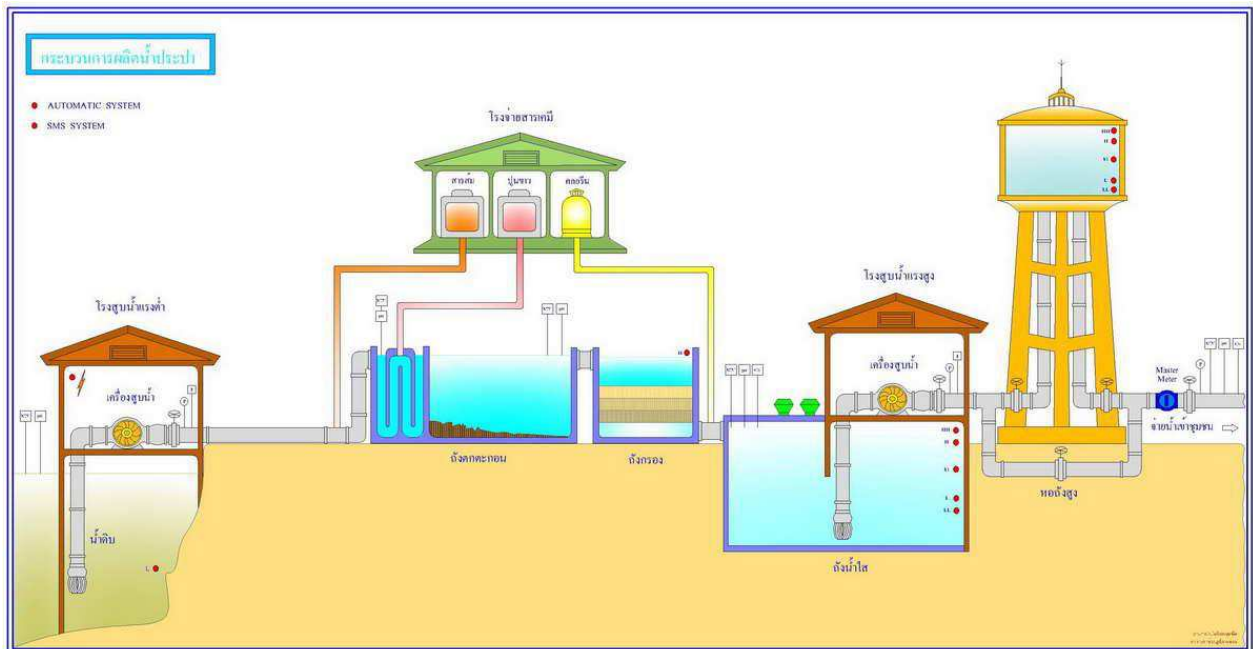 กระบวนการผลิตน้ำประปา
AUTOMATIC SYSTEM
SMS SYSTEM
โรงจ่ายสารเคมี
สารส้ม
ปูนขาว
คลอรีน
โรงสูบน้ำแรงต่ำ
เครื่องสูบน้ำ
น้ำดิบ
L
ถังตกตะกอน
ถังกรอง
โรงสูบน้ำแรงสูง
เครื่องสูบน้ำ
ถังน้ำใส
L
LL
L
LL
หอถังสูง
Master
Meter
จ่ายน้ำเข้าชุมชน
P
P
P